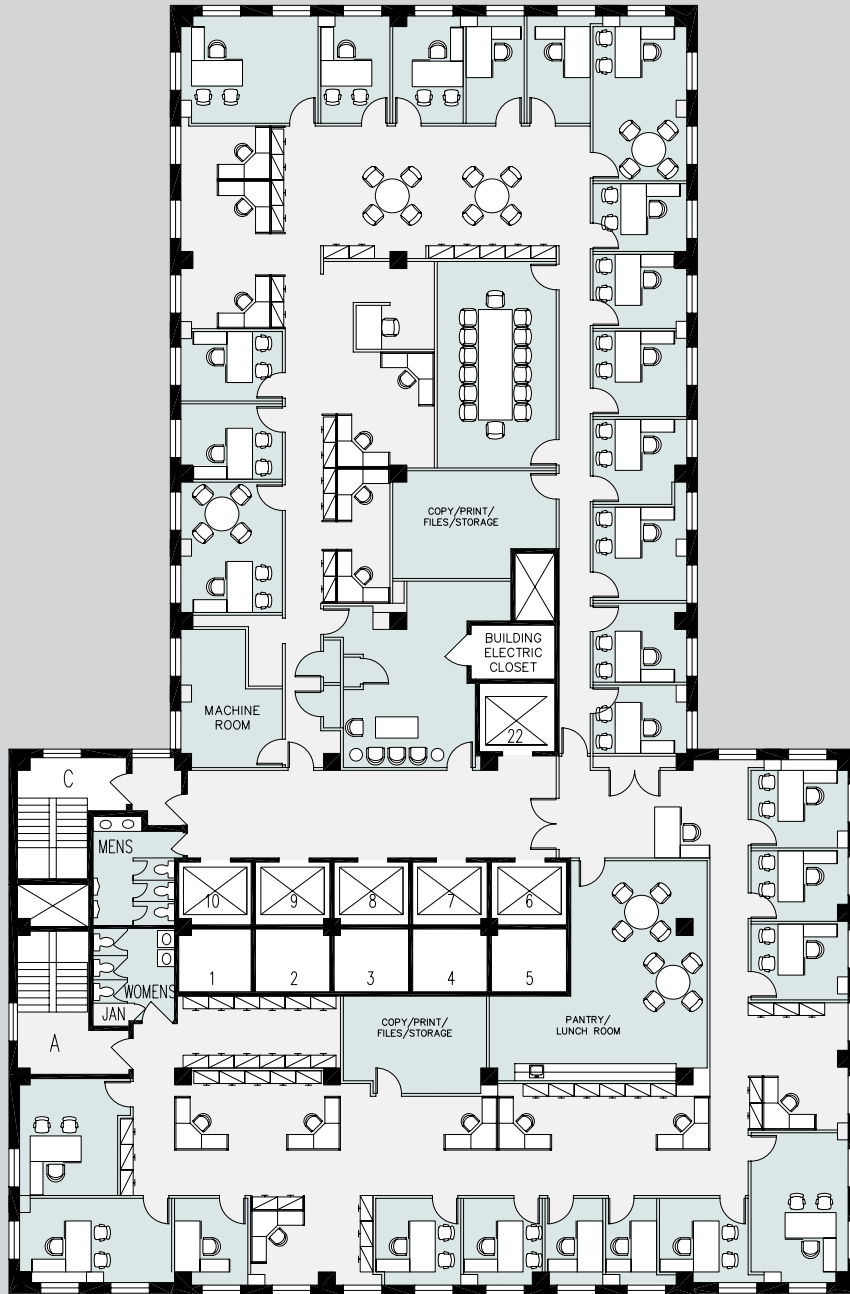 COPY/PRINT/
FILES/STORAGE
BUILDING
ELECTRIC
CLOSET
MACHINE
ROOM
22
C
MENS
10
9
8
7
6
1
2
3
4
5
WOMENS
JAN
A
COPY/PRINT/
FILES/STORAGE
PANTRY/
LUNCH ROOM